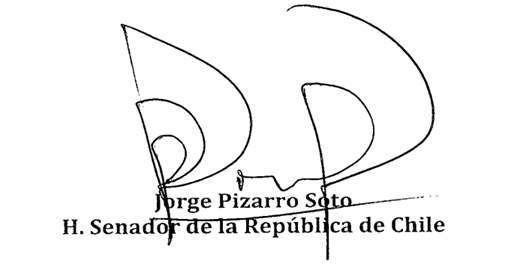 Jorge Pizarro Soto
H. Senador de la República de Chile